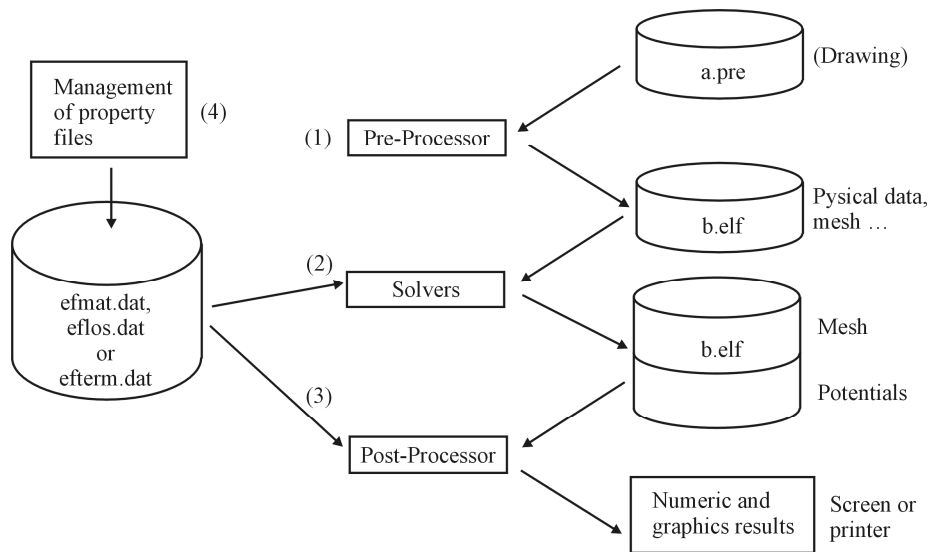 a.pre
(Drawing)
Management
of property
files
(4)
(1)
Pre-Processor
Pysical data,
mesh ...
b.elf
(2)
Solvers
efmat.dat,
eflos.dat
or
efterm.dat
Mesh
b.elf
Potentials
(3)
Post-Processor
Numeric and
graphics results
Screen or
printer